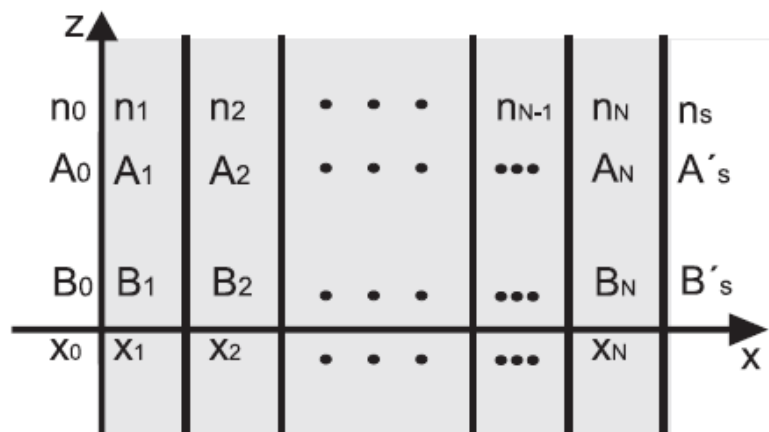 z
n₀ n₁ n₂ • • • nN-1 nN nₛ
A₀ A₁ A₂ • • • ••• AN A´ₛ
B₀ B₁ B₂ • • • ••• BN B´ₛ
x₀ x₁ x₂ • • • ••• xN x